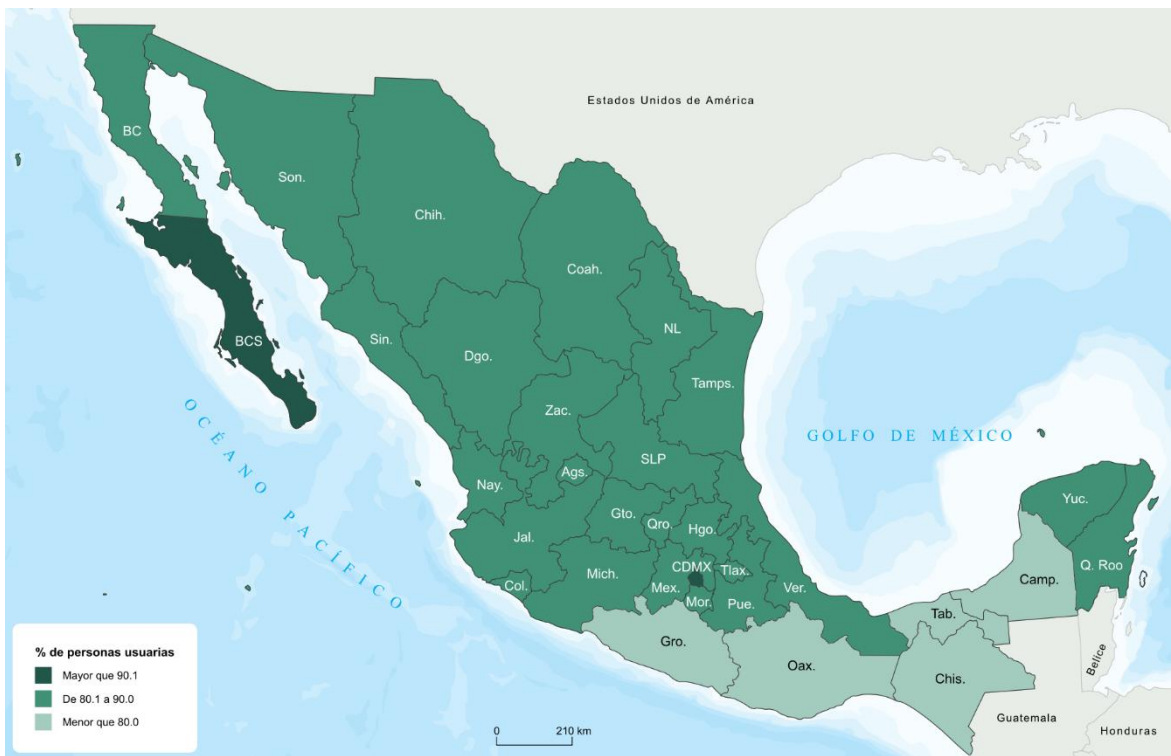 Estados Unidos de América
BC
Son.
Chih.
Coah.
BCS
Sin.
Dgo.
NL
Tamps.
Zac.
OCÉANO PACÍFICO
GOLFO DE MÉXICO
Nay.
Ags.
SLP
Yuc.
Jal.
Gto.
Qro.
Hgo.
Q. Roo
Col.
Mich.
Mex.
CDMX
Tlax.
Mor.
Pue.
Ver.
Camp.
Tab.
Gro.
Oax.
Chis.
Belice
Guatemala
Honduras
% de personas usuarias
Mayor que 90.1
De 80.1 a 90.0
Menor que 80.0
0 210 km